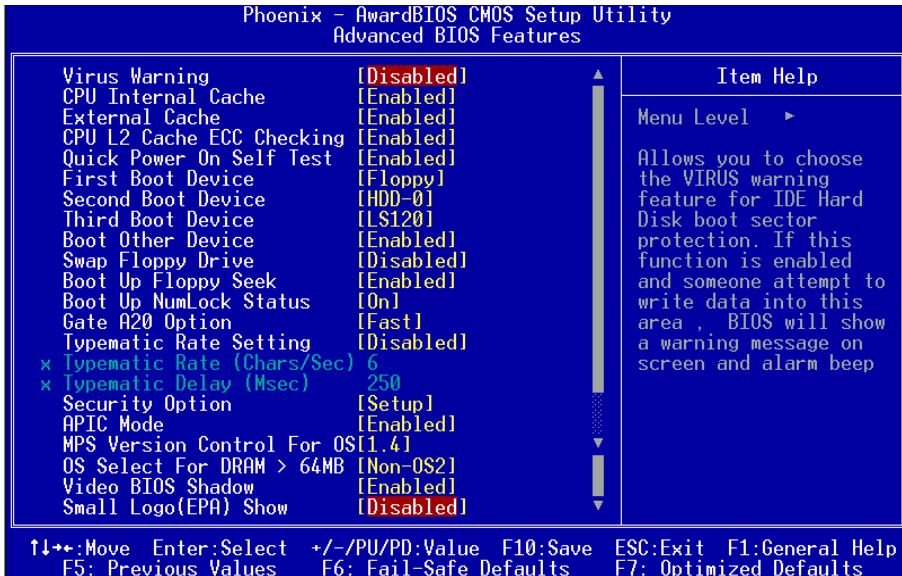 Phoenix - AwardBIOS CMOS Setup Utility
Advanced BIOS Features
Virus Warning [Disabled]
CPU Internal Cache [Enabled]
External Cache [Enabled]
CPU L2 Cache ECC Checking [Enabled]
Quick Power On Self Test [Enabled]
First Boot Device [Floppy]
Second Boot Device [HDD-0]
Third Boot Device [LS120]
Boot Other Device [Enabled]
Swap Floppy Drive [Disabled]
Boot Up Floppy Seek [Enabled]
Boot Up NumLock Status [On]
Gate A20 Option [Fast]
Typematic Rate Setting [Disabled]
x Typematic Rate (Chars/Sec) 6
x Typematic Delay (Msec) 250
Security Option [Setup]
APIC Mode [Enabled]
MPS Version Control For OS[1.4]
OS Select For DRAM > 64MB [Non-OS2]
Video BIOS Shadow [Enabled]
Small Logo(EPA) Show [Disabled]
Item Help
Menu Level ►
Allows you to choose
the VIRUS warning
feature for IDE Hard
Disk boot sector
protection. If this
function is enabled
and someone attempt to
write data into this
area , BIOS will show
a warning message on
screen and alarm beep
↑↓→←:Move Enter:Select +/-/PU/PD:Value F10:Save ESC:Exit F1:General Help
F5: Previous Values F6: Fail-Safe Defaults F7: Optimized Defaults